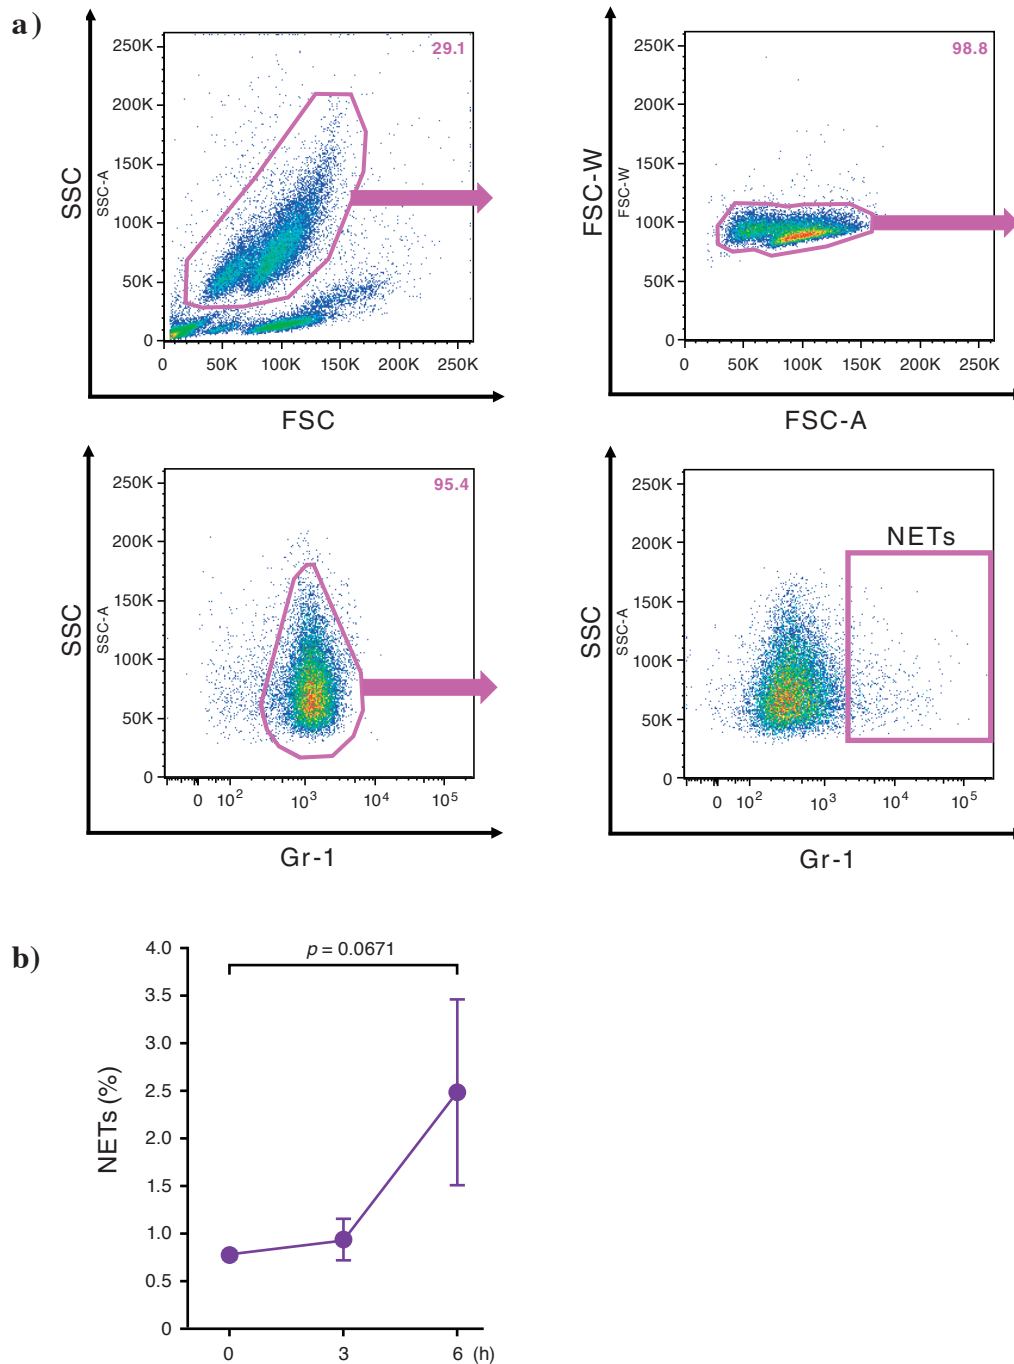 a)
29.1
250K
200K
150K
100K
50K
0
SSC
SSC-A
0 50K 100K 150K 200K 250K
FSC
98.8
250K
200K
150K
100K
50K
0
FSC-W
FSC-W
0 50K 100K 150K 200K 250K
FSC-A
95.4
250K
200K
150K
100K
50K
0
SSC
SSC-A
0 10² 10³ 10⁴ 10⁵
Gr-1
NETs
250K
200K
150K
100K
50K
0
SSC
SSC-A
0 10² 10³ 10⁴ 10⁵
Gr-1
b)
p = 0.0671
4.0
3.5
3.0
2.5
2.0
1.5
1.0
0.5
0
NETs (%)
0 3 6 (h)